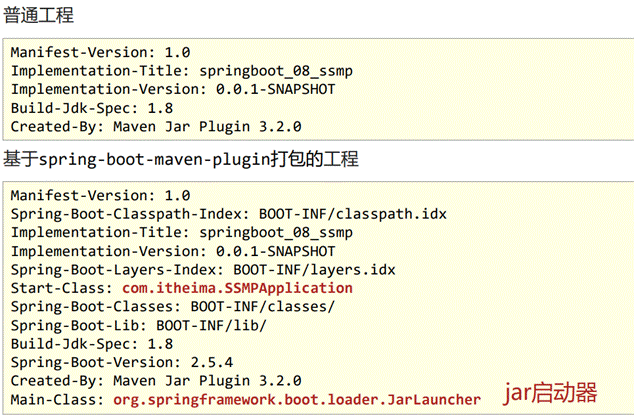 普通工程
Manifest-Version: 1.0
Implementation-Title: springboot_08_ssmp
Implementation-Version: 0.0.1-SNAPSHOT
Build-Jdk-Spec: 1.8
Created-By: Maven Jar Plugin 3.2.0
基于spring-boot-maven-plugin打包的工程
Manifest-Version: 1.0
Spring-Boot-Classpath-Index: BOOT-INF/classpath.idx
Implementation-Title: springboot_08_ssmp
Implementation-Version: 0.0.1-SNAPSHOT
Spring-Boot-Layers-Index: BOOT-INF/layers.idx
Start-Class: com.itheima.SSMPApplication
Spring-Boot-Classes: BOOT-INF/classes/
Spring-Boot-Lib: BOOT-INF/lib/
Build-Jdk-Spec: 1.8
Spring-Boot-Version: 2.5.4
Created-By: Maven Jar Plugin 3.2.0
Main-Class: org.springframework.boot.loader.JarLauncher jar启动器